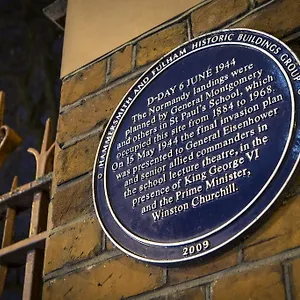 HAMMERSMITH AND FULHAM HISTORIC BUILDINGS GROUP
D-DAY 6 JUNE 1944
The Normandy landings were
planned by General Montgomery
and others in St Paul's School, which
occupied this site from 1884 to 1968.
On 15 May 1944 the final invasion plan
was presented to General Eisenhower
and senior allied commanders in
the school lecture theatre, in the
presence of King George VI
and the Prime Minister,
Winston Churchill.
2009